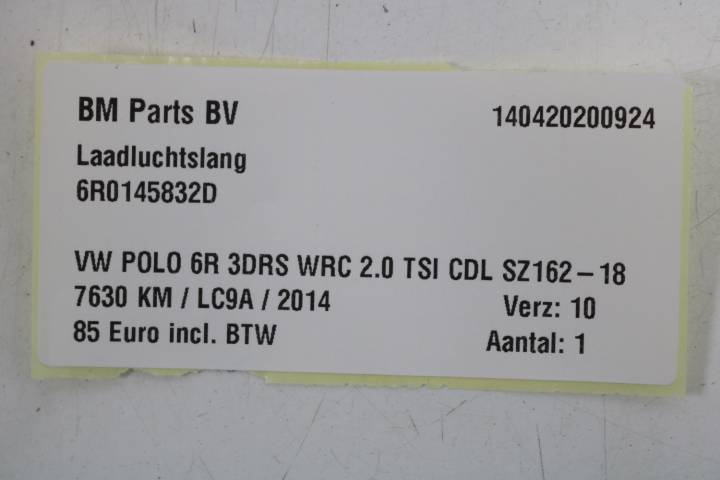 BM Parts BV 140420200924
Laadluchtslang
6R0145832D
VW POLO 6R 3DRS WRC 2.0 TSI CDL SZ162-18
7630 KM / LC9A / 2014 Verz: 10
85 Euro incl. BTW Aantal: 1